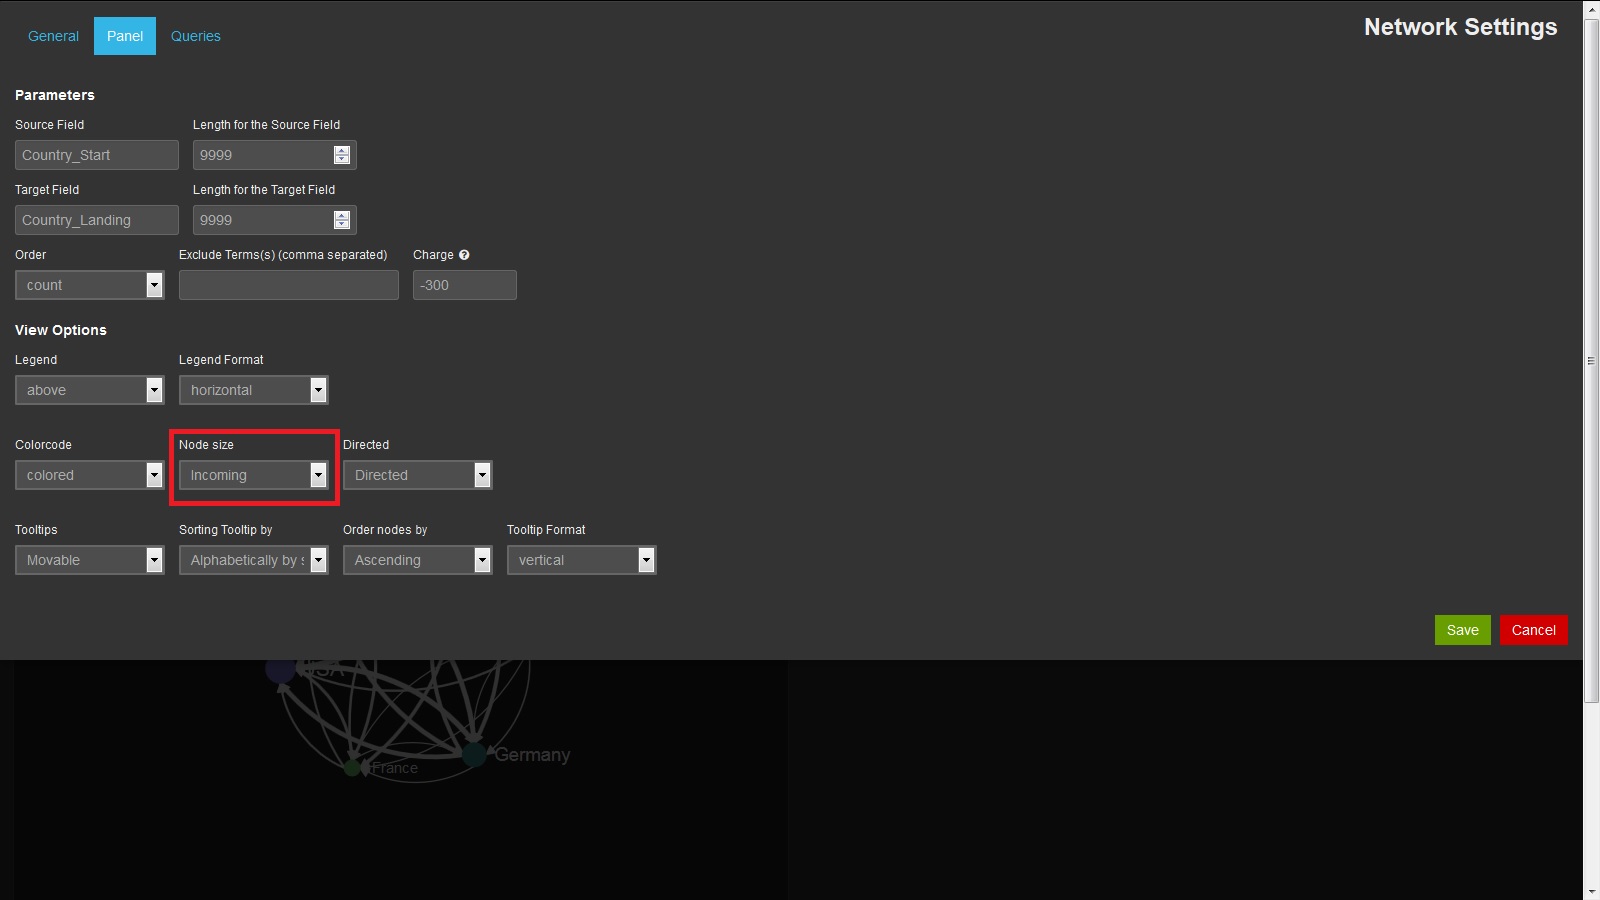 General Panel Queries
Network Settings
Parameters
Source Field Length for the Source Field
Country_Start 9999
Target Field Length for the Target Field
Country_Landing 9999
Order Exclude Terms(s) (comma separated) Charge ?
count -300
View Options
Legend Legend Format
above horizontal
Colorcode Node size Directed
colored Incoming Directed
Tooltips Sorting Tooltip by Order nodes by Tooltip Format
Movable Alphabetically by s Ascending vertical
Save Cancel
USA
Germany
France